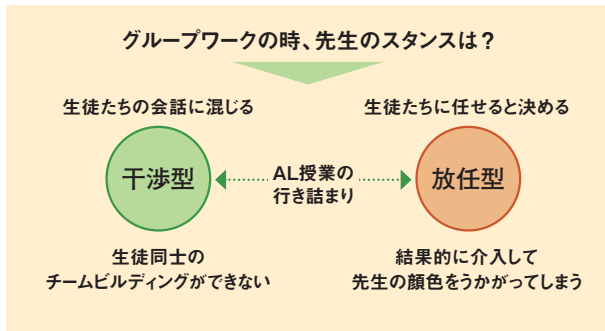 グループワークの時、先生のスタンスは？
生徒たちの会話に混じる
干渉型
生徒同士の
チームビルディングができない
AL授業の
行き詰まり
生徒たちに任せると決める
放任型
結果的に介入して
先生の顔色をうかがってしまう